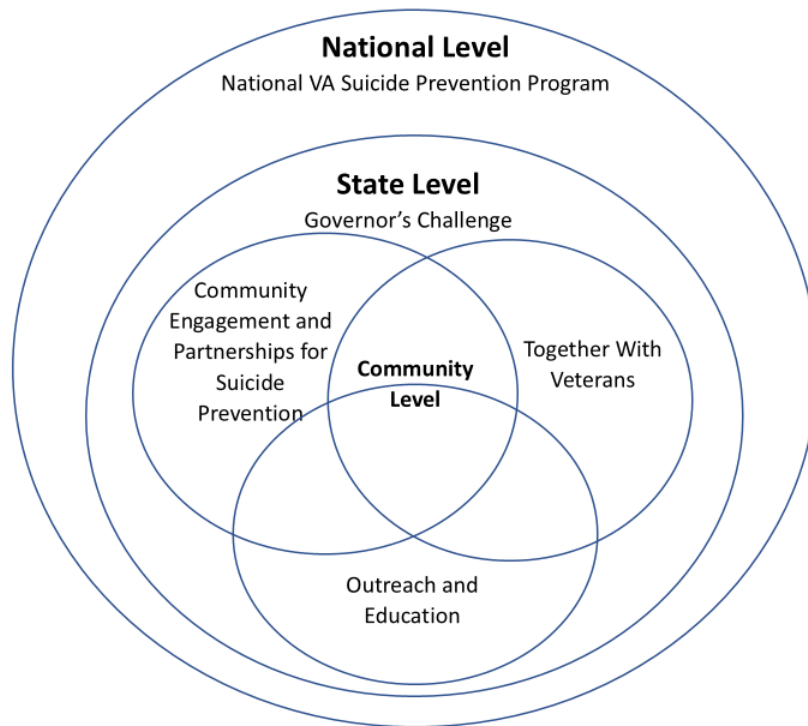 National Level
National VA Suicide Prevention Program
State Level
Governor’s Challenge
Community
Engagement and
Partnerships for
Suicide
Prevention
Community
Level
Together With
Veterans
Outreach and
Education